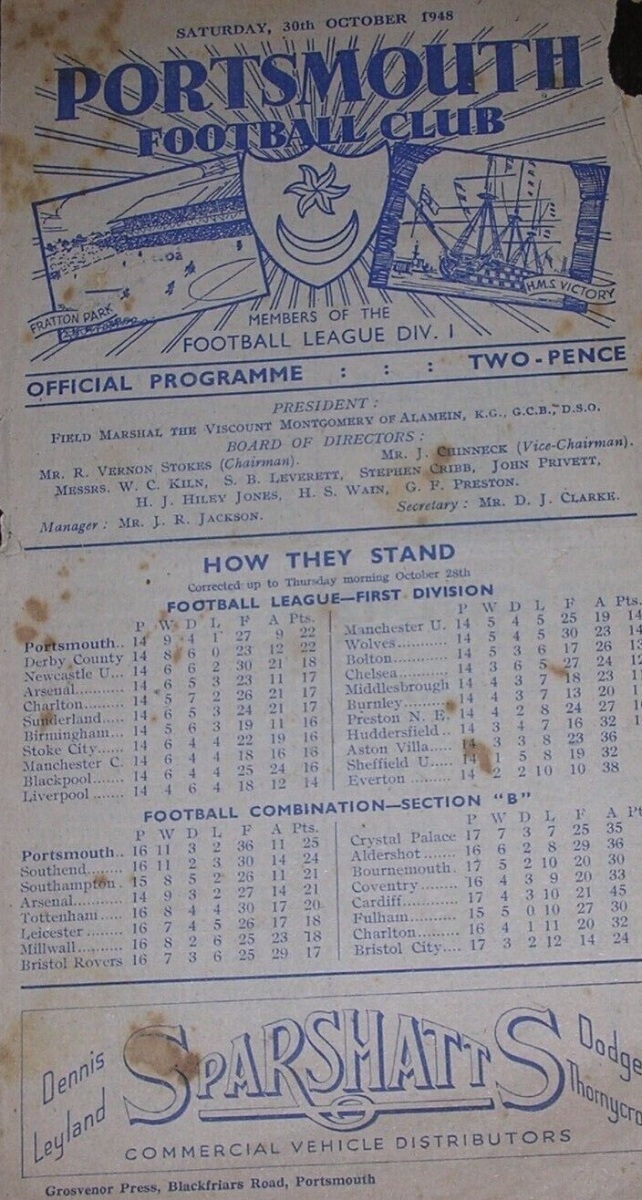 SATURDAY, 30th OCTOBER 1948
PORTSMOUTH
FOOTBALL CLUB
FRATTON PARK
H.M.S. VICTORY
MEMBERS OF THE
FOOTBALL LEAGUE DIV. I
OFFICIAL PROGRAMME : : : TWO-PENCE
PRESIDENT :
FIELD MARSHAL THE VISCOUNT MONTGOMERY OF ALAMEIN, K.G., G.C.B., D.S.O.
BOARD OF DIRECTORS :
MR. R. VERNON STOKES (Chairman). MR. J. CHINNECK (Vice-Chairman).
MESSRS. W. C. KILN, S. B. LEVERETT, STEPHEN CRIBB, JOHN PRIVETT,
H. J. HILEY JONES, H. S. WAIN, G. F. PRESTON.
Manager : MR. J. R. JACKSON. Secretary : MR. D. J. CLARKE.
HOW THEY STAND
Corrected up to Thursday morning October 28th
FOOTBALL LEAGUE—FIRST DIVISION
P W D L F A Pts.
Portsmouth.. 14 9 4 1 27 9 22
Derby County 14 8 6 0 23 12 22
Newcastle U... 14 6 6 2 30 21 18
Arsenal........ 14 6 5 3 23 11 17
Charlton........ 14 5 7 2 26 21 17
Sunderland..... 14 6 5 3 24 21 17
Birmingham... 14 5 6 3 19 11 16
Stoke City...... 14 6 4 4 22 19 16
Manchester C. 14 6 4 4 18 16 16
Blackpool....... 14 6 4 4 25 24 16
Liverpool....... 14 4 6 4 18 12 14
P W D L F A Pts.
Manchester U. 14 5 4 5 25 19 14
Wolves........... 14 5 4 5 30 23 14
Bolton........... 14 5 3 6 17 26
Chelsea.......... 14 3 6 5 27 24
Middlesbrough 14 4 3 7 18 23
Burnley.......... 14 4 3 7 13 20
Preston N. E. 14 4 2 8 24 27
Huddersfield.. 14 3 4 7 16 32
Aston Villa..... 14 3 3 8 23 36
Sheffield U..... 14 1 5 8 19 32
Everton ......... 14 2 2 10 10 38
FOOTBALL COMBINATION—SECTION "B"
P W D L F A Pts.
Portsmouth.. 16 11 3 2 36 11 25
Southend....... 16 11 2 3 30 14 24
Southampton. 15 8 5 2 26 11 21
Arsenal.......... 14 9 3 2 27 14 21
Tottenham..... 16 8 4 4 30 17 20
Leicester........ 16 7 4 5 26 17 18
Millwall.......... 16 8 2 6 25 23 18
Bristol Rovers 16 7 3 6 25 29 17
P W D L F A
Crystal Palace 17 7 3 7 25 35
Aldershot........ 16 6 2 8 29 36
Bournemouth. 17 5 2 10 20 30
Coventry........ 16 4 3 9 20 33
Cardiff........... 17 4 3 10 21 45
Fulham.......... 15 5 0 10 27 30
Charlton......... 16 4 1 11 20 32
Bristol City.... 17 3 2 12 14 24
Dennis
Leyland
SPARSHATTS
Dodge
COMMERCIAL VEHICLE DISTRIBUTORS
Grosvenor Press, Blackfriars Road, Portsmouth